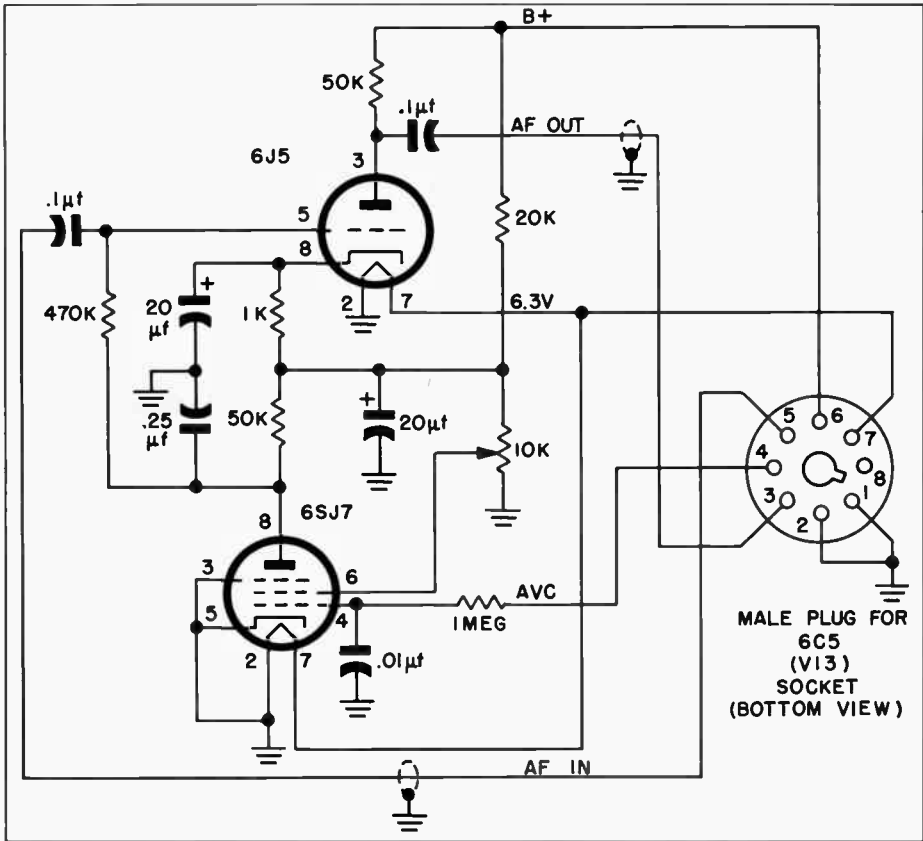 B+
50K
.1µf
AF OUT
6J5
3
.1µf
5
20K
8
470K
20
µf
+
1K
2
7
6.3V
.25
µf
50K
+
20µf
10K
5
6
7
4
8
3
2
1
6SJ7
8
3
6
5
4
AVC
1MEG
2
7
.01µf
MALE PLUG FOR
6C5
(V13)
SOCKET
(BOTTOM VIEW)
AF IN